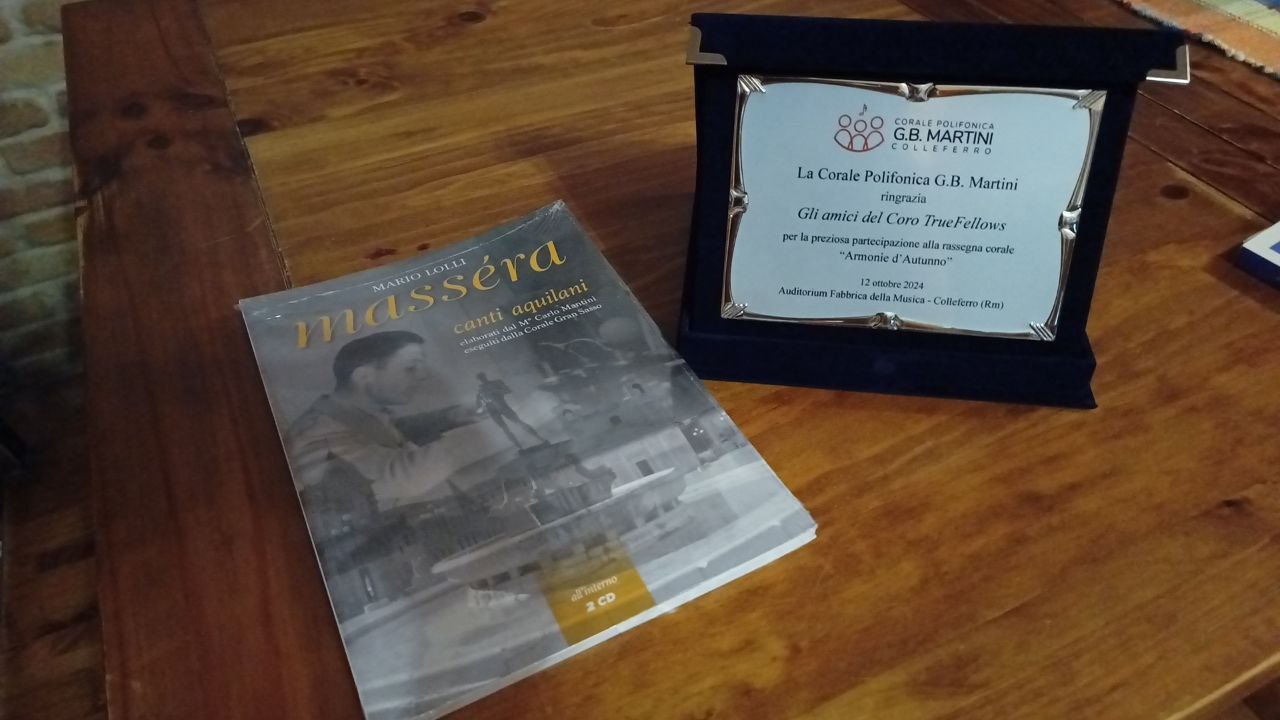 MARIO LOLLI
masséra
canti aquilani
elaborati dal M° Carlo Mantini
eseguiti dalla Corale Gran Sasso
all'interno
2 CD
CORALE POLIFONICA
G.B. MARTINI
COLLEFERRO
La Corale Polifonica G.B. Martini
ringrazia
Gli amici del Coro TrueFellows
per la preziosa partecipazione alla rassegna corale
“Armonie d’Autunno”
12 ottobre 2024
Auditorium Fabbrica della Musica - Colleferro (Rm)